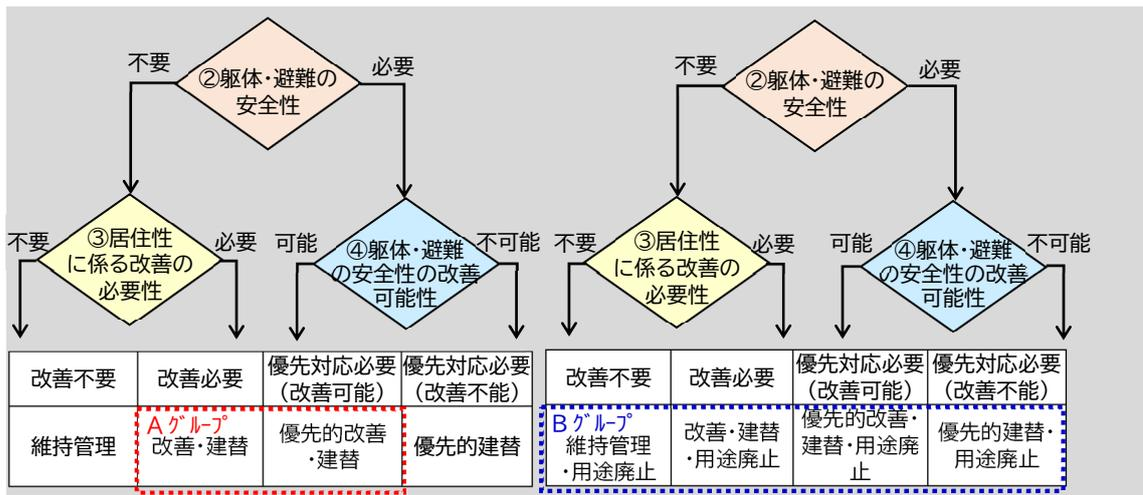 不要
②躯体・避難の
安全性
必要
不要
③居住性
に係る改善の
必要性
必要
可能
④躯体・避難
の安全性の改善
可能性
不可能
改善不要
改善必要
優先対応必要
（改善可能）
優先対応必要
（改善不能）
維持管理
Aｸﾞﾙｰﾌﾟ
改善・建替
優先的改善
・建替
優先的建替
不要
②躯体・避難の
安全性
必要
不要
③居住性
に係る改善の
必要性
必要
可能
④躯体・避難
の安全性の改善
可能性
不可能
改善不要
改善必要
優先対応必要
（改善可能）
優先対応必要
（改善不能）
Bｸﾞﾙｰﾌﾟ
維持管理
・用途廃止
改善・建替
・用途廃止
優先的改善・
建替・用途廃
止
優先的建替・
用途廃止